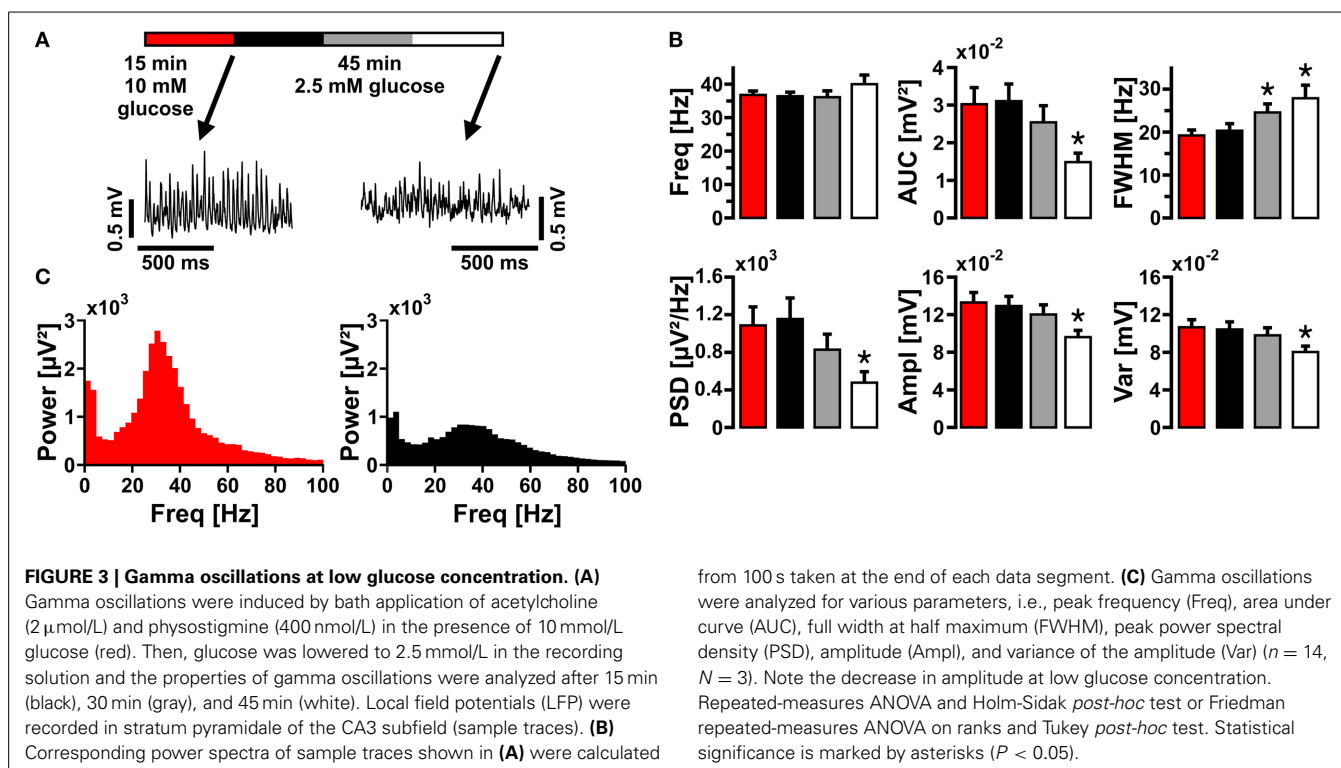 A
15 min
10 mM
glucose
45 min
2.5 mM glucose
0.5 mV
500 ms
0.5 mV
500 ms
B
Freq [Hz]
50
40
30
20
10
0
x10⁻²
AUC [mV²]
4
3
2
1
0
*
FWHM [Hz]
40
30
20
10
0
* *
x10³
PSD [µV²/Hz]
1.6
1.2
0.8
0.4
0
*
x10⁻²
Ampl [mV]
16
12
8
4
0
*
x10⁻²
Var [mV]
16
12
8
4
0
*
C
x10³
Power [µV²]
3
2
1
0
0 20 40 60 80 100
Freq [Hz]
x10³
Power [µV²]
3
2
1
0
0 20 40 60 80 100
Freq [Hz]
FIGURE 3 | Gamma oscillations at low glucose concentration. (A)
Gamma oscillations were induced by bath application of acetylcholine
(2 µmol/L) and physostigmine (400 nmol/L) in the presence of 10 mmol/L
glucose (red). Then, glucose was lowered to 2.5 mmol/L in the recording
solution and the properties of gamma oscillations were analyzed after 15 min
(black), 30 min (gray), and 45 min (white). Local field potentials (LFP) were
recorded in stratum pyramidale of the CA3 subfield (sample traces). (B)
Corresponding power spectra of sample traces shown in (A) were calculated
from 100 s taken at the end of each data segment. (C) Gamma oscillations
were analyzed for various parameters, i.e., peak frequency (Freq), area under
curve (AUC), full width at half maximum (FWHM), peak power spectral
density (PSD), amplitude (Ampl), and variance of the amplitude (Var) (n = 14,
N = 3). Note the decrease in amplitude at low glucose concentration.
Repeated-measures ANOVA and Holm-Sidak post-hoc test or Friedman
repeated-measures ANOVA on ranks and Tukey post-hoc test. Statistical
significance is marked by asterisks (P < 0.05).